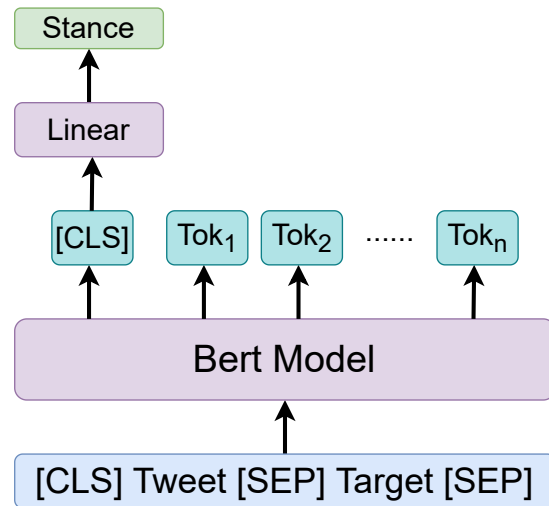 Stance
Linear
[CLS] Tok₁ Tok₂ ...... Tokₙ
Bert Model
[CLS] Tweet [SEP] Target [SEP]